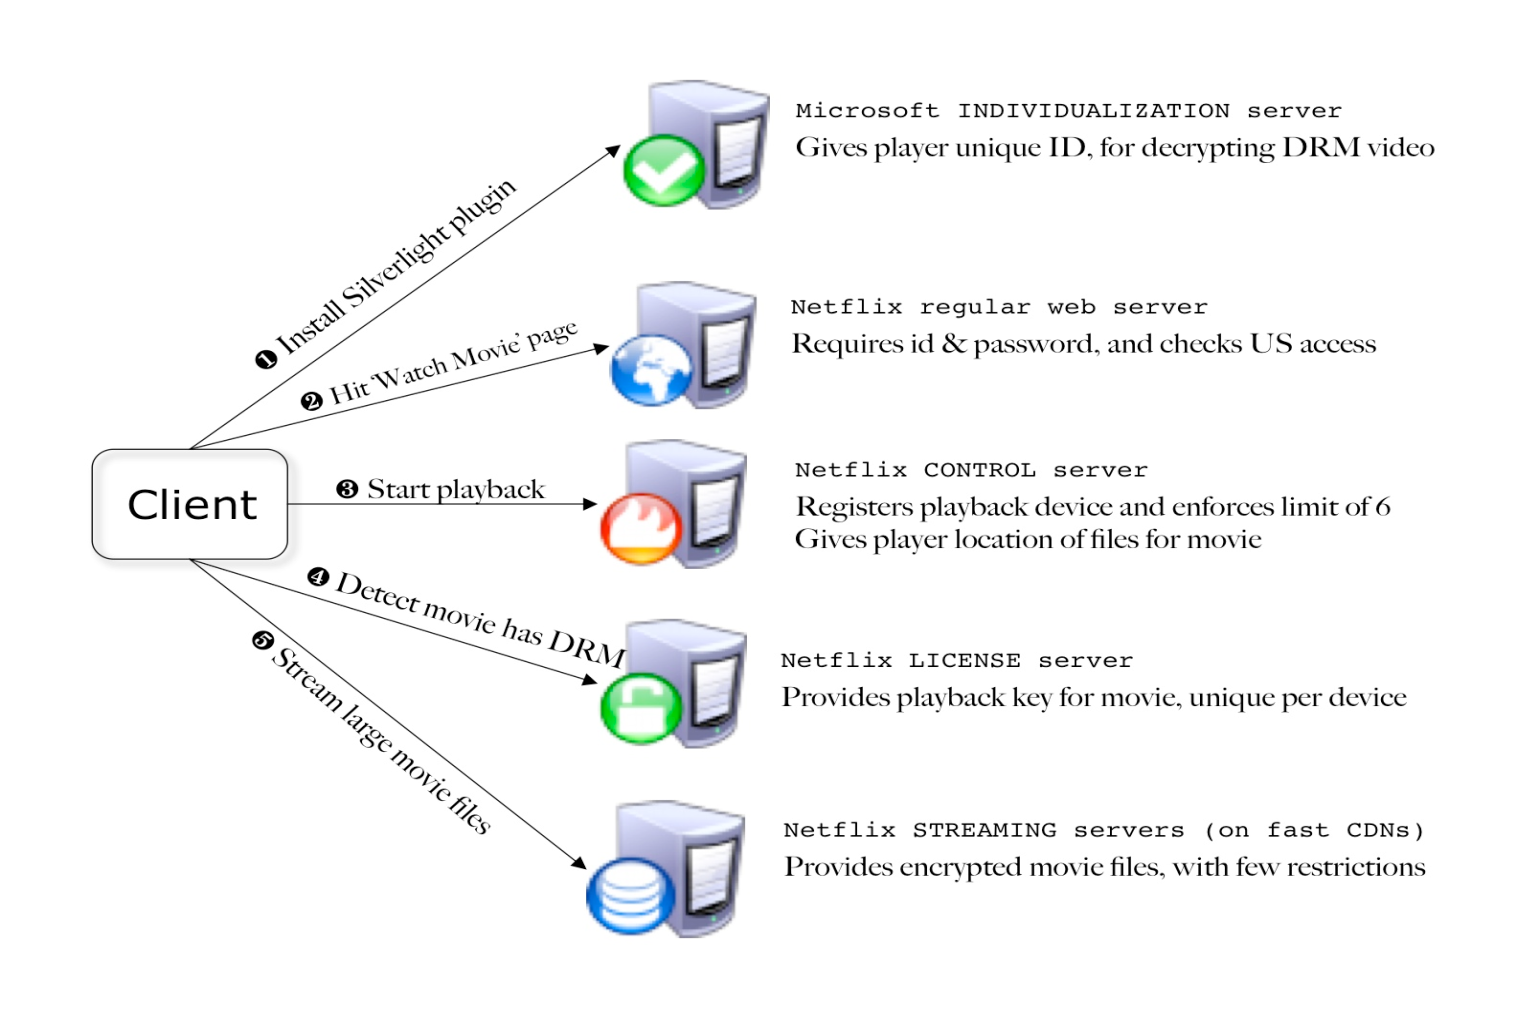 Microsoft INDIVIDUALIZATION server
Gives player unique ID, for decrypting DRM video
❶ Install Silverlight plugin
Netflix regular web server
Requires id & password, and checks US access
❷ Hit 'Watch Movie' page
Client
❸ Start playback
Netflix CONTROL server
Registers playback device and enforces limit of 6
Gives player location of files for movie
❹ Detect movie has DRM
Netflix LICENSE server
Provides playback key for movie, unique per device
❺ Stream large movie files
Netflix STREAMING servers (on fast CDNs)
Provides encrypted movie files, with few restrictions